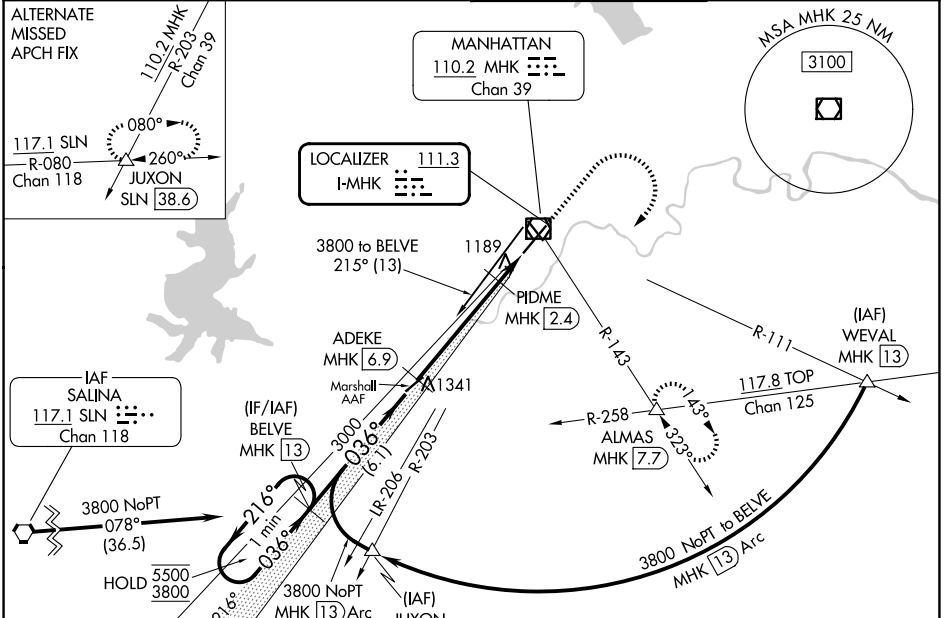 ALTERNATE
MISSED
APCH FIX
110.2 MHK
R-203
Chan 39
117.1 SLN
R-080
Chan 118
080°
260°
JUXON
SLN 38.6
MANHATTAN
110.2 MHK
Chan 39
MSA MHK 25 NM
3100
LOCALIZER 111.3
I-MHK
3800 to BELVE
215° (13)
1189
PIDME
MHK 2.4
R-143
R-111
(IAF)
WEVAL
MHK 13
ADEKE
MHK 6.9
Marshall
AAF
1341
117.8 TOP
Chan 125
R-258
143°
323°
ALMAS
MHK 7.7
IAF
SALINA
117.1 SLN
Chan 118
(IF/IAF)
BELVE
MHK 13
3000
036°
(6.1)
LR-206
R-203
3800 NoPT
078°
(36.5)
216°
1 min
036°
HOLD 5500
3800
3800 NoPT to BELVE
MHK 13 Arc
3800 NoPT
MHK 13 Arc
(IAF)
JUXON
216°